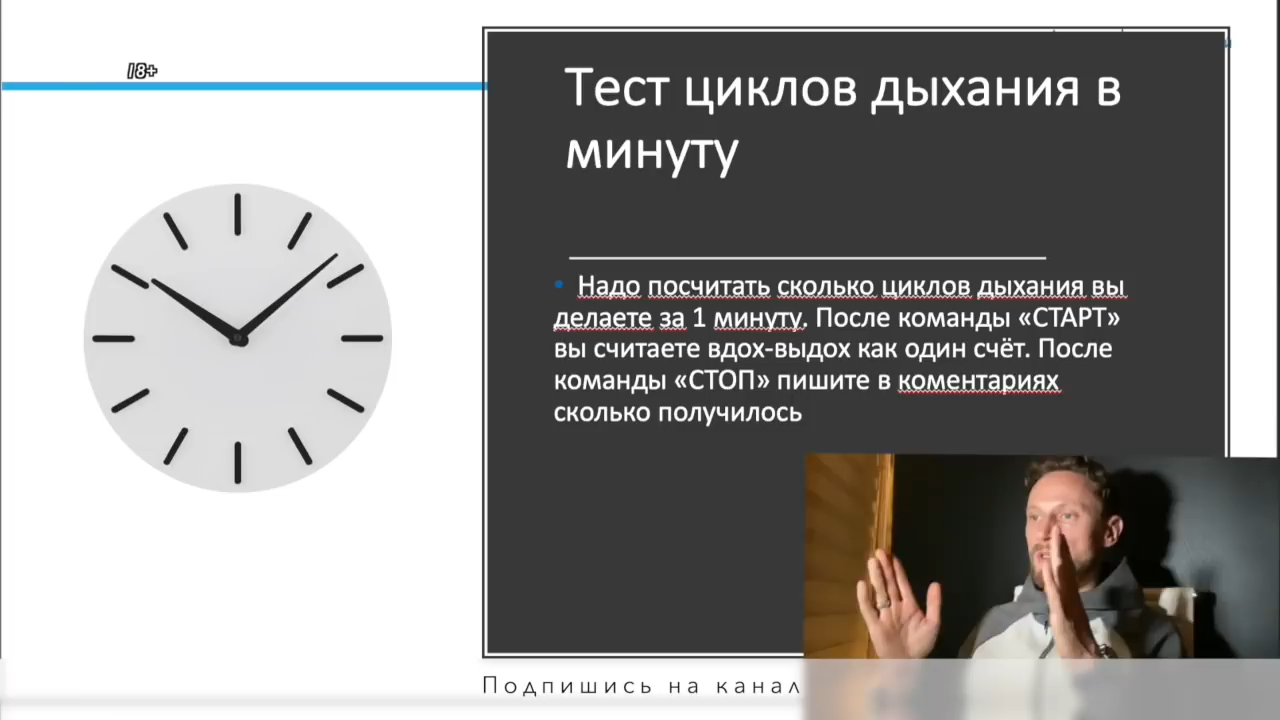 18+
Тест циклов дыхания в
минуту
• Надо посчитать сколько циклов дыхания вы
делаете за 1 минуту. После команды «СТАРТ»
вы считаете вдох-выдох как один счёт. После
команды «СТОП» пишите в коментариях
сколько получилось
Подпишись на канал